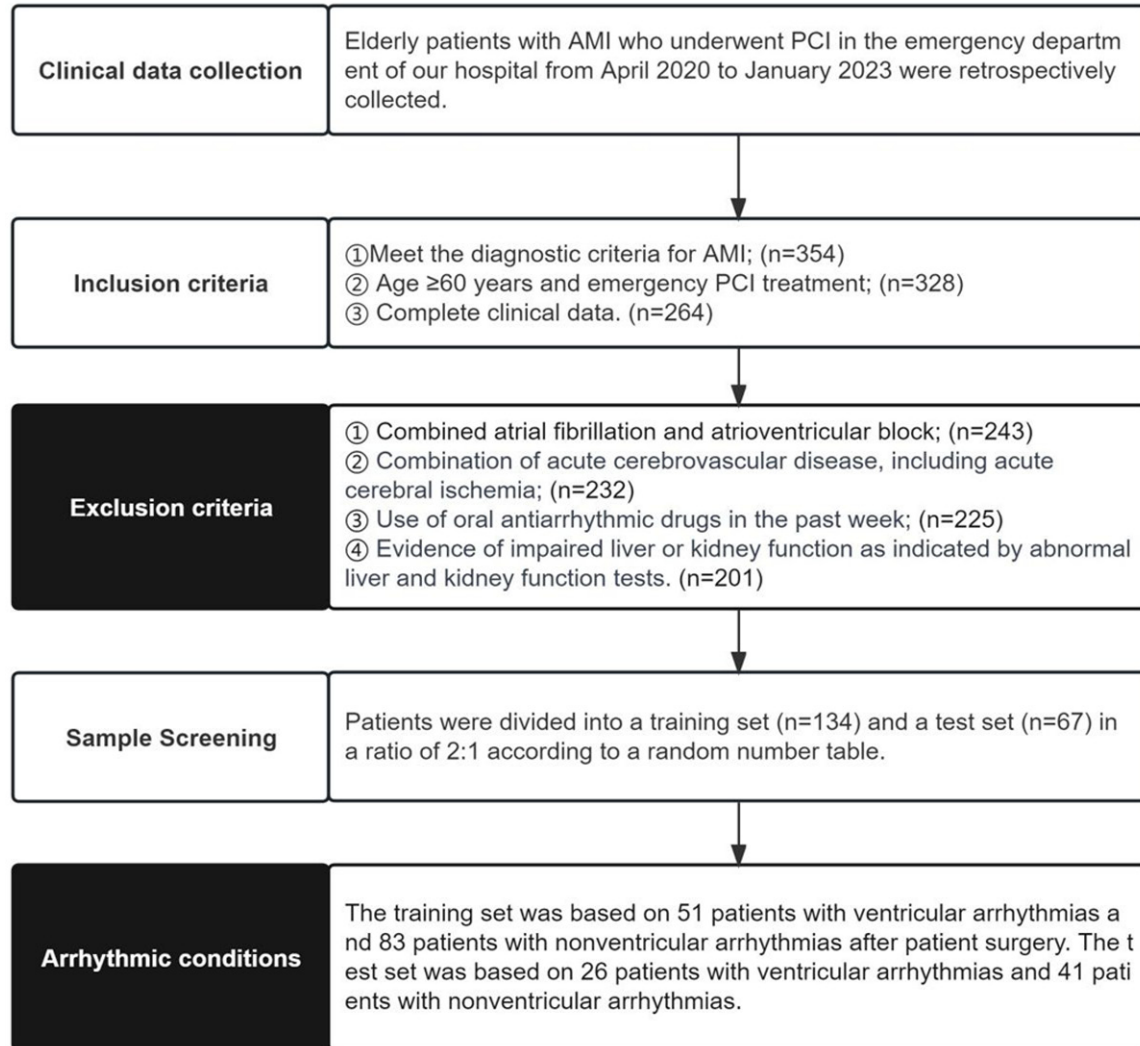 Clinical data collection
Elderly patients with AMI who underwent PCI in the emergency departm
ent of our hospital from April 2020 to January 2023 were retrospectively
collected.
Inclusion criteria
①Meet the diagnostic criteria for AMI; (n=354)
② Age ≥60 years and emergency PCI treatment; (n=328)
③ Complete clinical data. (n=264)
Exclusion criteria
① Combined atrial fibrillation and atrioventricular block; (n=243)
② Combination of acute cerebrovascular disease, including acute
cerebral ischemia; (n=232)
③ Use of oral antiarrhythmic drugs in the past week; (n=225)
④ Evidence of impaired liver or kidney function as indicated by abnormal
liver and kidney function tests. (n=201)
Sample Screening
Patients were divided into a training set (n=134) and a test set (n=67) in
a ratio of 2:1 according to a random number table.
Arrhythmic conditions
The training set was based on 51 patients with ventricular arrhythmias a
nd 83 patients with nonventricular arrhythmias after patient surgery. The t
est set was based on 26 patients with ventricular arrhythmias and 41 pati
ents with nonventricular arrhythmias.